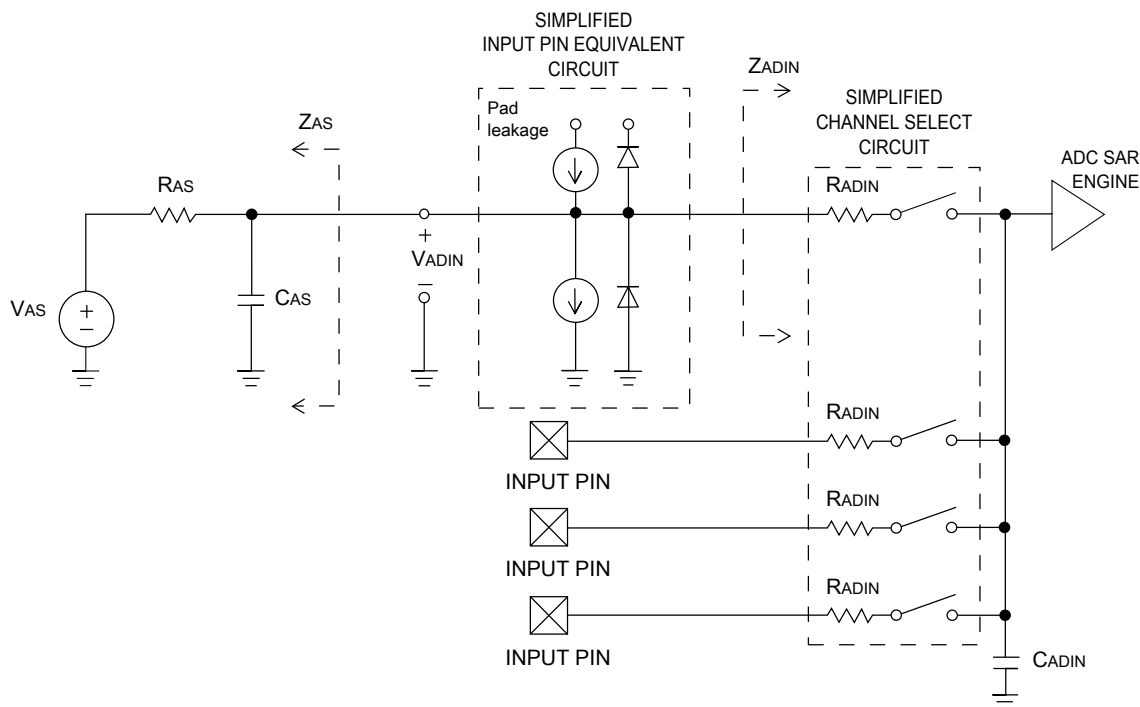 SIMPLIFIED
INPUT PIN EQUIVALENT
CIRCUIT
Pad
leakage
ZAS
RAS
VAS
+
-
CAS
+
VADIN
-
ZADIN
SIMPLIFIED
CHANNEL SELECT
CIRCUIT
RADIN
ADC SAR
ENGINE
RADIN
INPUT PIN
RADIN
INPUT PIN
RADIN
INPUT PIN
CADIN